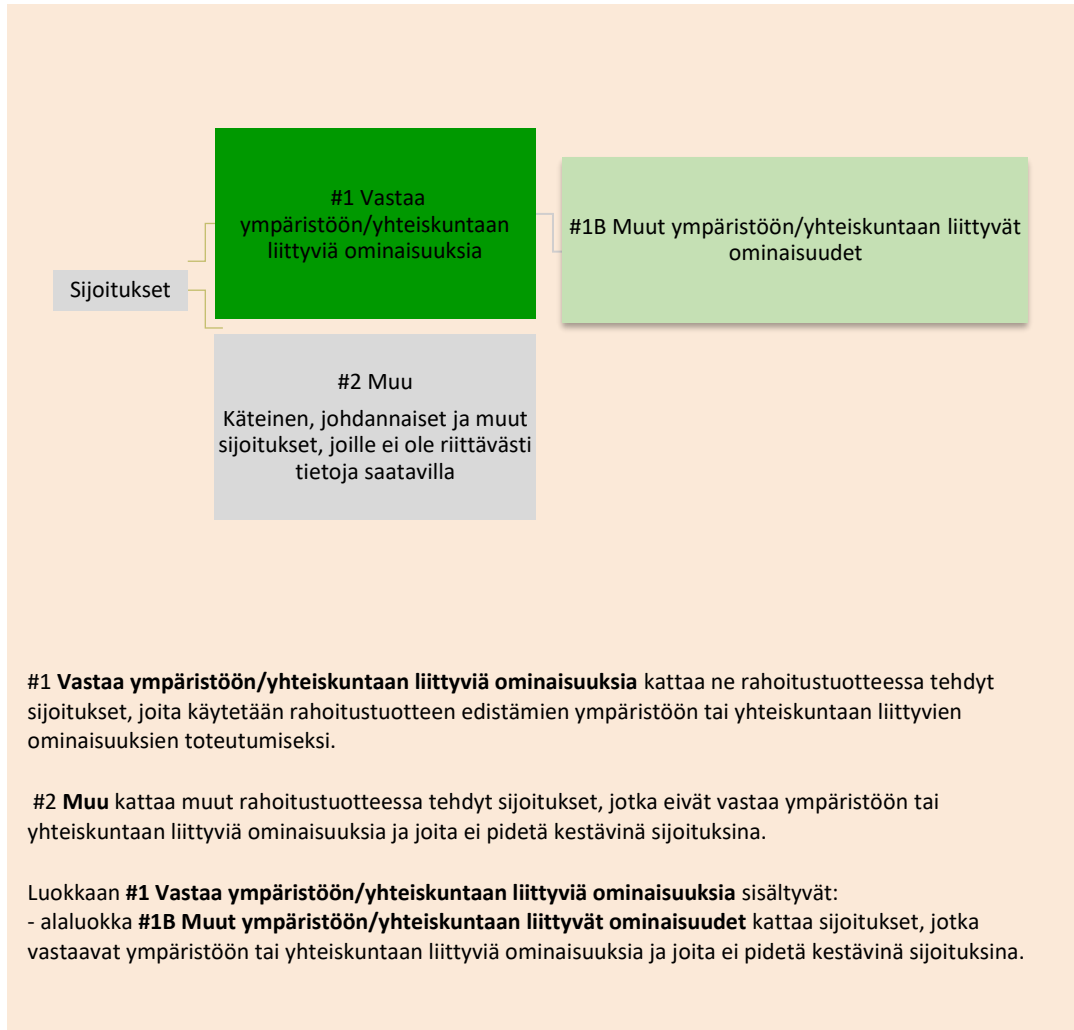 #1 Vastaa
ympäristöön/yhteiskuntaan
liittyviä ominaisuuksia
#1B Muut ympäristöön/yhteiskuntaan liittyvät
ominaisuudet
Sijoitukset
#2 Muu
Käteinen, johdannaiset ja muut
sijoitukset, joille ei ole riittävästi
tietoja saatavilla
#1 Vastaa ympäristöön/yhteiskuntaan liittyviä ominaisuuksia kattaa ne rahoitustuotteessa tehdyt
sijoitukset, joita käytetään rahoitustuotteen edistämien ympäristöön tai yhteiskuntaan liittyvien
ominaisuuksien toteutumiseksi.
#2 Muu kattaa muut rahoitustuotteessa tehdyt sijoitukset, jotka eivät vastaa ympäristöön tai
yhteiskuntaan liittyviä ominaisuuksia ja joita ei pidetä kestävinä sijoituksina.
Luokkaan #1 Vastaa ympäristöön/yhteiskuntaan liittyviä ominaisuuksia sisältyvät:
- alaluokka #1B Muut ympäristöön/yhteiskuntaan liittyvät ominaisuudet kattaa sijoitukset, jotka
vastaavat ympäristöön tai yhteiskuntaan liittyviä ominaisuuksia ja joita ei pidetä kestävinä sijoituksina.